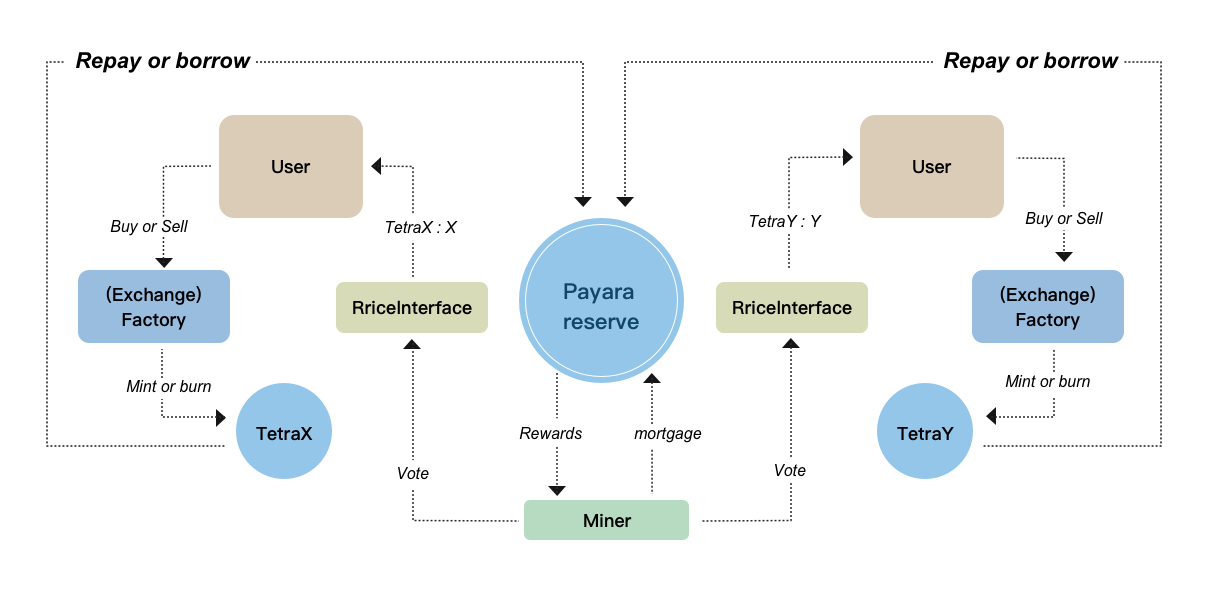 Repay or borrow
Repay or borrow
User
User
Buy or Sell
TetraX : X
TetraY : Y
Buy or Sell
(Exchange)
Factory
RriceInterface
Payara
reserve
RriceInterface
(Exchange)
Factory
Mint or burn
Mint or burn
TetraX
Rewards
mortgage
TetraY
Vote
Vote
Miner